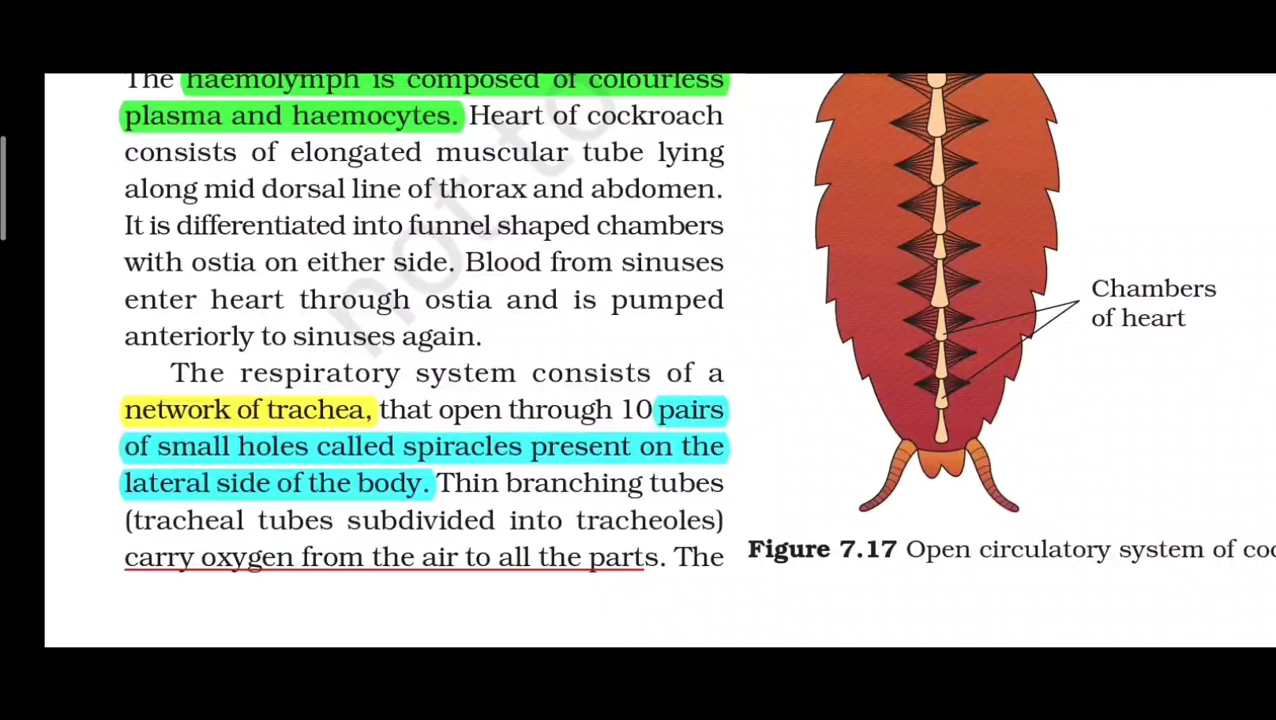 The haemolymph is composed of colourless
plasma and haemocytes. Heart of cockroach
consists of elongated muscular tube lying
along mid dorsal line of thorax and abdomen.
It is differentiated into funnel shaped chambers
with ostia on either side. Blood from sinuses
enter heart through ostia and is pumped
anteriorly to sinuses again.
The respiratory system consists of a
network of trachea, that open through 10 pairs
of small holes called spiracles present on the
lateral side of the body. Thin branching tubes
(tracheal tubes subdivided into tracheoles)
carry oxygen from the air to all the parts. The
not to
Chambers
of heart
Figure 7.17 Open circulatory system of coc